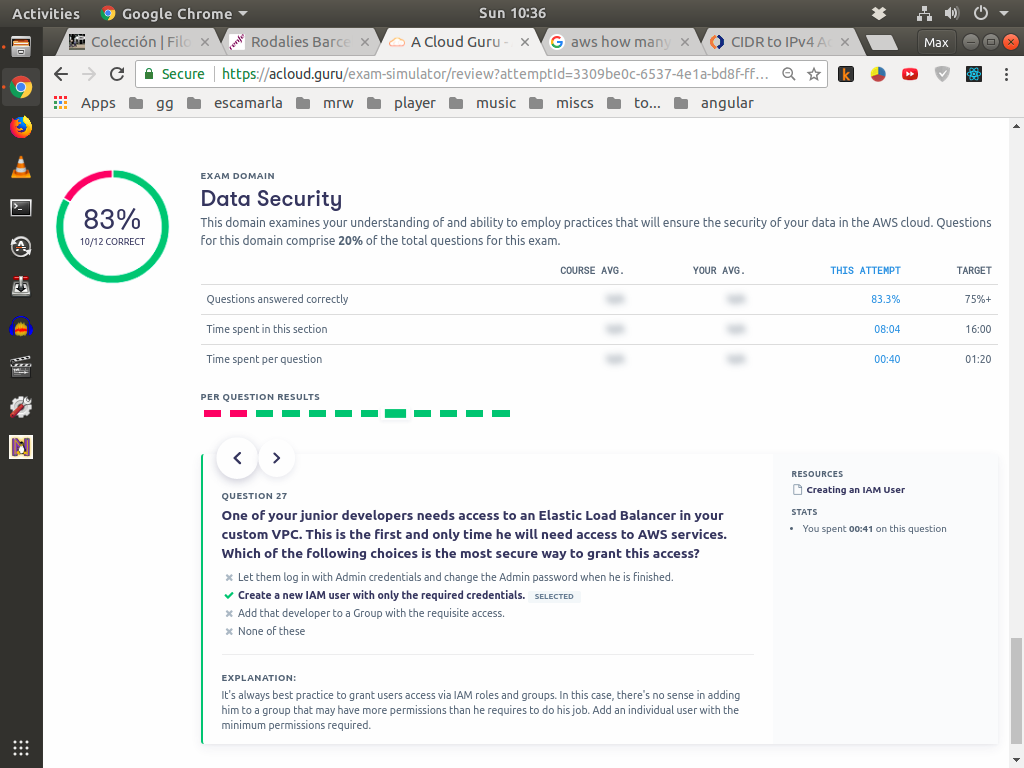 Activities
Google Chrome
Sun 10:36
Colección | Filo
Rodalies Barce
A Cloud Guru -
aws how many
CIDR to IPv4 A
Max
Secure
https://acloud.guru/exam-simulator/review?attemptId=3309be0c-6537-4e1a-bd8f-ff...
Apps
gg
escamarla
mrw
player
music
miscs
to...
angular
83%
10/12 CORRECT
EXAM DOMAIN
Data Security
This domain examines your understanding of and ability to employ practices that will ensure the security of your data in the AWS cloud. Questions
for this domain comprise 20% of the total questions for this exam.
COURSE AVG. YOUR AVG. THIS ATTEMPT TARGET
Questions answered correctly 83.3% 75%+
Time spent in this section 08:04 16:00
Time spent per question 00:40 01:20
PER QUESTION RESULTS
QUESTION 27
One of your junior developers needs access to an Elastic Load Balancer in your
custom VPC. This is the first and only time he will need access to AWS services.
Which of the following choices is the most secure way to grant this access?
Let them log in with Admin credentials and change the Admin password when he is finished.
Create a new IAM user with only the required credentials. SELECTED
Add that developer to a Group with the requisite access.
None of these
EXPLANATION:
It's always best practice to grant users access via IAM roles and groups. In this case, there's no sense in adding
him to a group that may have more permissions than he requires to do his job. Add an individual user with the
minimum permissions required.
RESOURCES
Creating an IAM User
STATS
• You spent 00:41 on this question